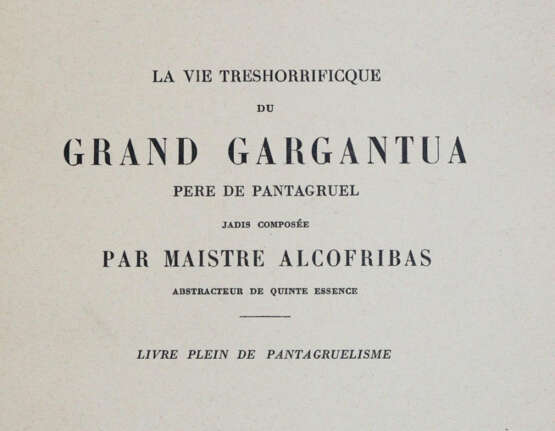 LA VIE TRESHORRIFICQUE
DU
GRAND GARGANTUA
PERE DE PANTAGRUEL
JADIS COMPOSÉE
PAR MAISTRE ALCOFRIBAS
ABSTRACTEUR DE QUINTE ESSENCE
LIVRE PLEIN DE PANTAGRUELISME